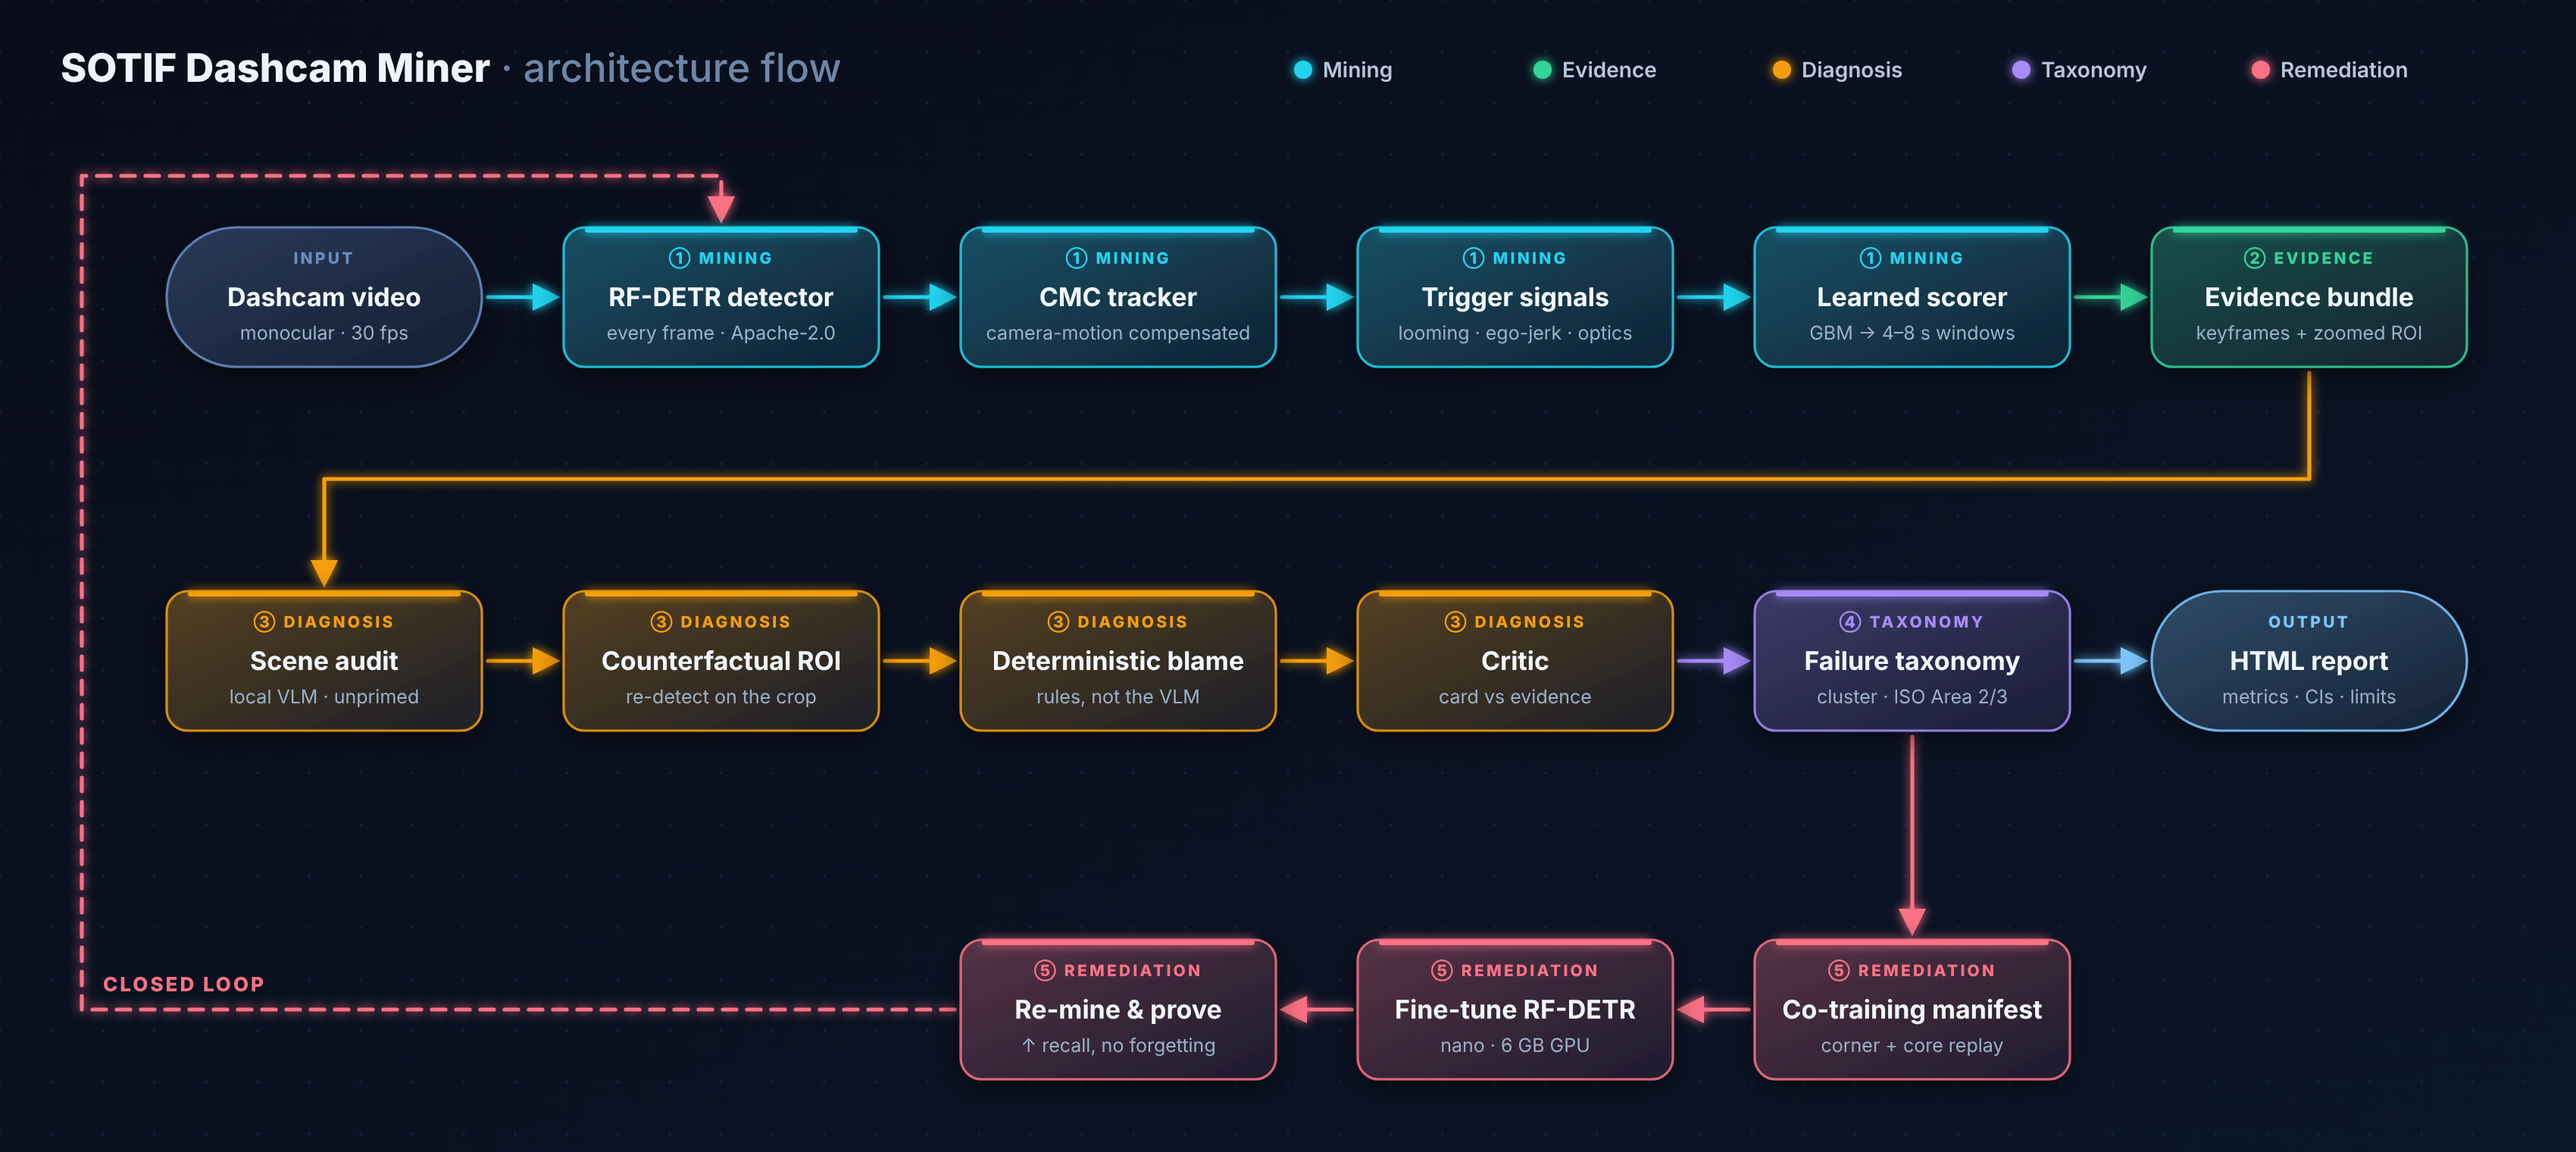 SOTIF Dashcam Miner · architecture flow
Mining
Evidence
Diagnosis
Taxonomy
Remediation
INPUT
Dashcam video
monocular · 30 fps
① MINING
RF-DETR detector
every frame · Apache-2.0
① MINING
CMC tracker
camera-motion compensated
① MINING
Trigger signals
looming · ego-jerk · optics
① MINING
Learned scorer
GBM → 4–8 s windows
② EVIDENCE
Evidence bundle
keyframes + zoomed ROI
③ DIAGNOSIS
Scene audit
local VLM · unprimed
③ DIAGNOSIS
Counterfactual ROI
re-detect on the crop
③ DIAGNOSIS
Deterministic blame
rules, not the VLM
③ DIAGNOSIS
Critic
card vs evidence
④ TAXONOMY
Failure taxonomy
cluster · ISO Area 2/3
OUTPUT
HTML report
metrics · CIs · limits
CLOSED LOOP
⑤ REMEDIATION
Re-mine & prove
↑ recall, no forgetting
⑤ REMEDIATION
Fine-tune RF-DETR
nano · 6 GB GPU
⑤ REMEDIATION
Co-training manifest
corner + core replay